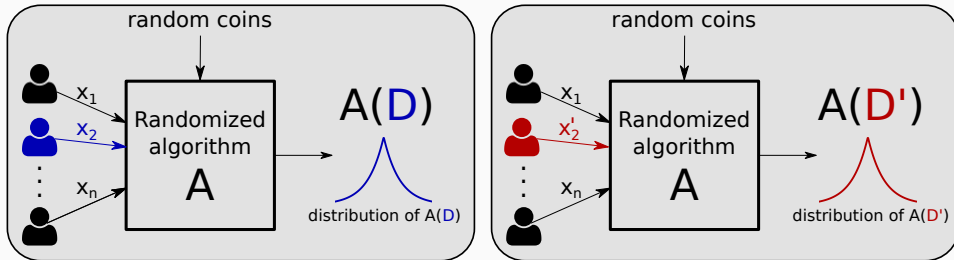 random coins
x1
x2
xn
Randomized
algorithm
A
A(D)
distribution of A(D)
random coins
x1
x'2
xn
Randomized
algorithm
A
A(D')
distribution of A(D')